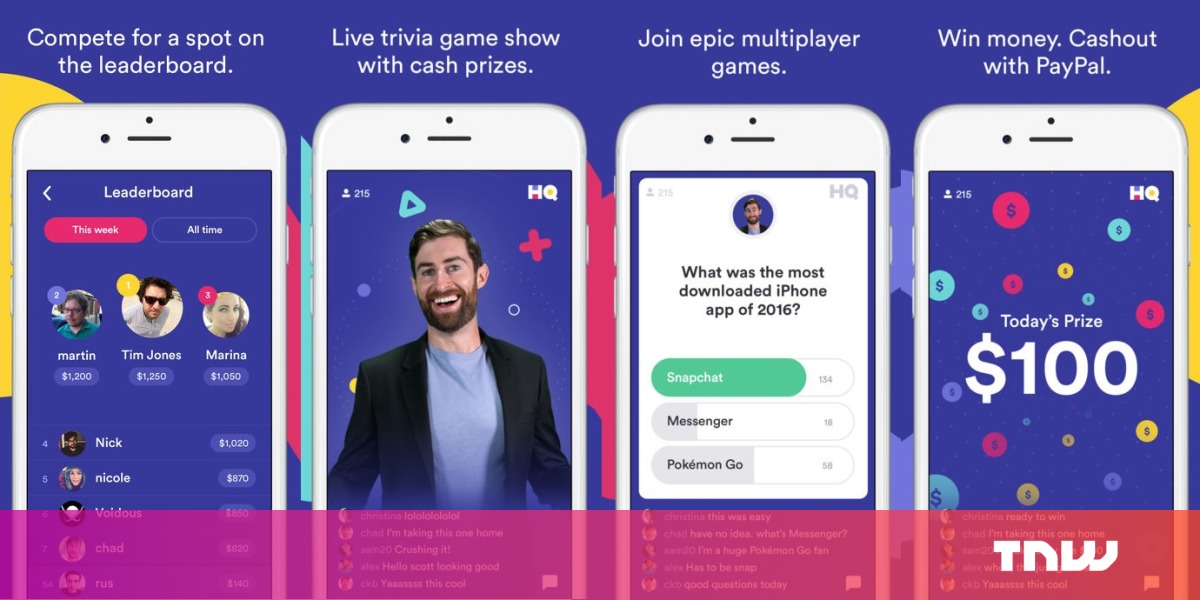 Compete for a spot on
the leaderboard.
Leaderboard
This week
All time
2
1
3
martin
Tim Jones
Marina
$1,200
$1,250
$1,050
4 Nick $1,020
5 nicole $870
6 Voidous $850
7 chad $820
54 rus $140
Live trivia game show
with cash prizes.
215
HQ
christina lolololololol
chad I'm taking this one home
sam20 Crushing it!
alex Hello scott looking good
ckb Yaaassss this cool
Join epic multiplayer
games.
215
HQ
What was the most
downloaded iPhone
app of 2016?
Snapchat 134
Messenger 18
Pokémon Go 58
christina this was easy
chad have no idea. what's Messenger?
sam20 I'm a huge Pokémon Go fan
alex Has to be snap
ckb good questions today
Win money. Cashout
with PayPal.
215
HQ
Today's Prize
$100
christina ready to win
chad I'm taking this one home
alex
ckb Yaaassss this cool
TNW